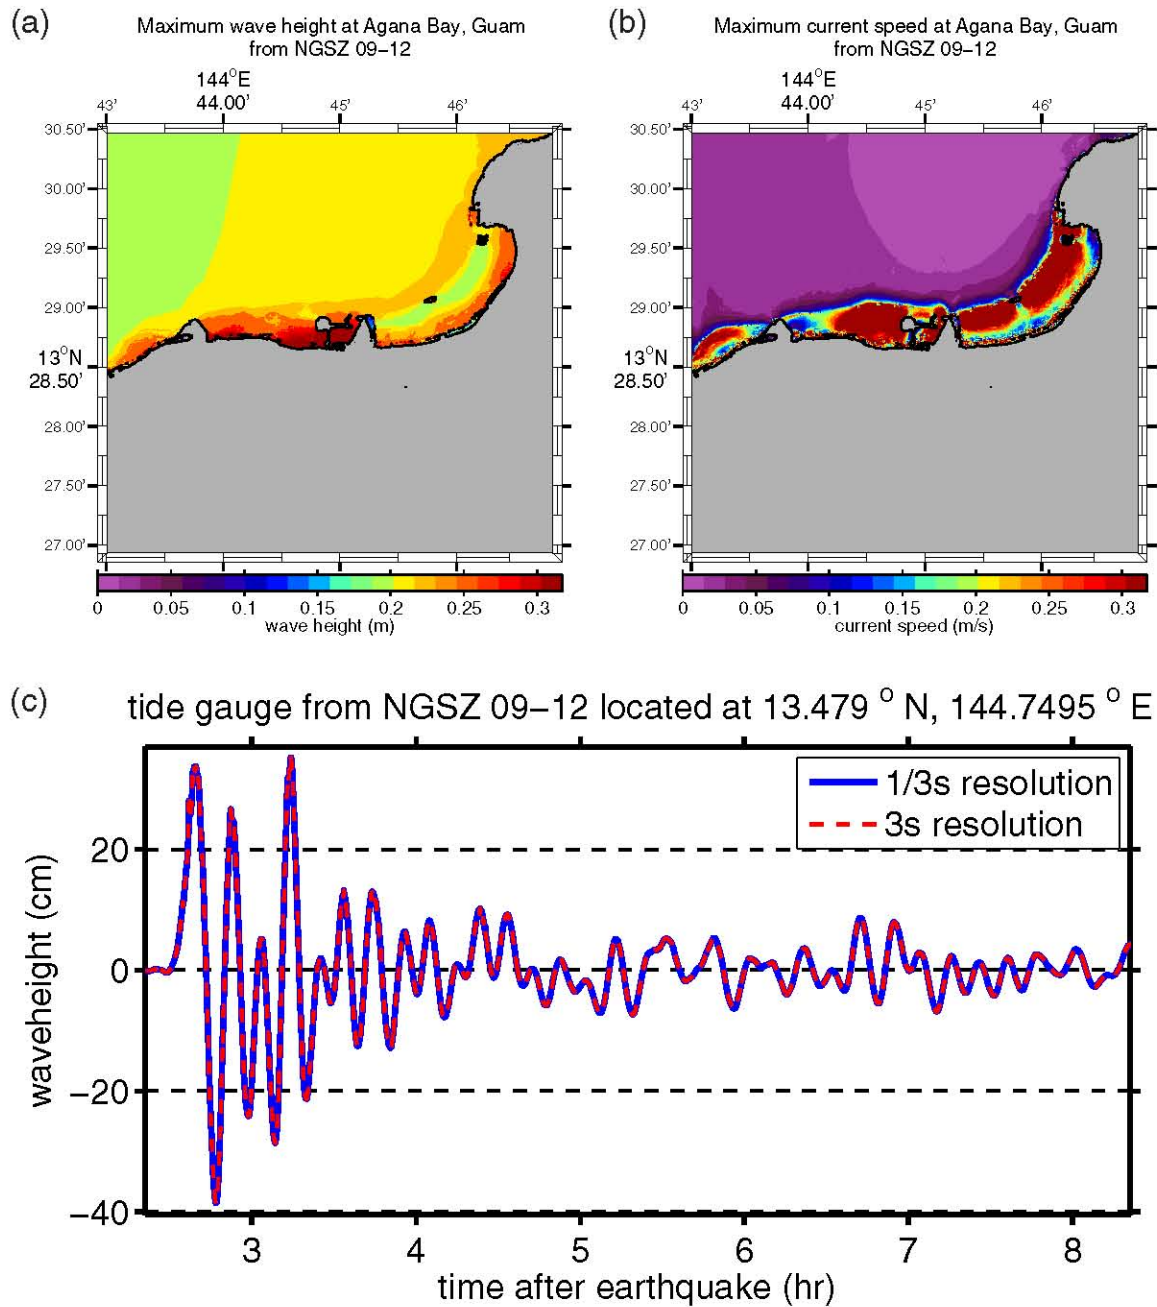 (a)
Maximum wave height at Agana Bay, Guam
from NGSZ 09−12
144°E
43' 44.00' 45' 46'
30.50'
30.00'
29.50'
29.00'
13°N
28.50'
28.00'
27.50'
27.00'
0 0.05 0.1 0.15 0.2 0.25 0.3
wave height (m)
(b)
Maximum current speed at Agana Bay, Guam
from NGSZ 09−12
144°E
43' 44.00' 45' 46'
30.50'
30.00'
29.50'
29.00'
13°N
28.50'
28.00'
27.50'
27.00'
0 0.05 0.1 0.15 0.2 0.25 0.3
current speed (m/s)
(c)
tide gauge from NGSZ 09−12 located at 13.479 ° N, 144.7495 ° E
1/3s resolution
3s resolution
waveheight (cm)
20
0
−20
−40
3 4 5 6 7 8
time after earthquake (hr)